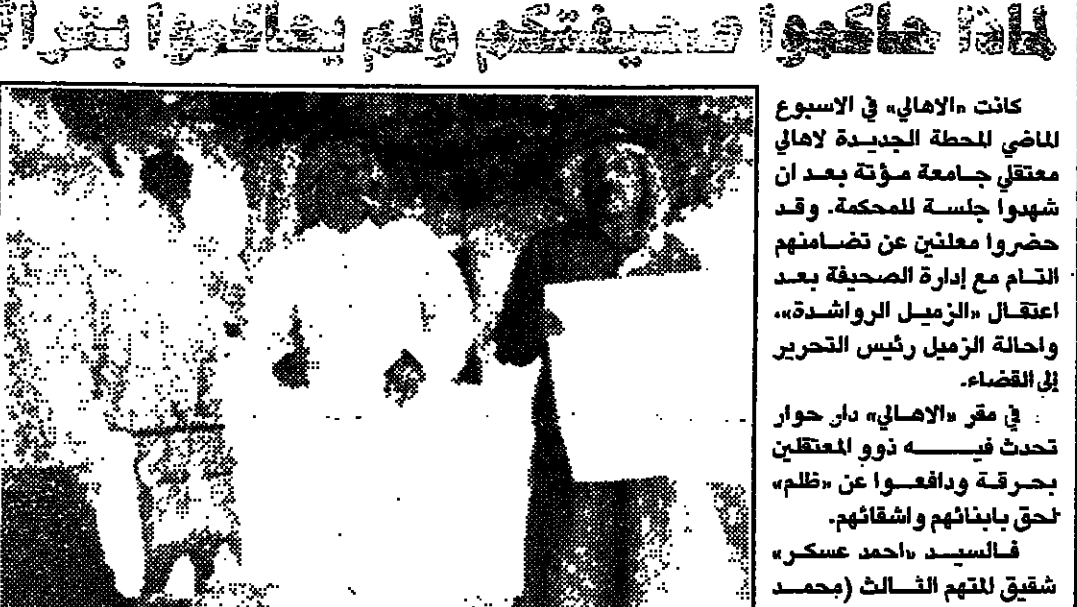 لماذا حاكموا صحيفتكم ولم يحاكموا
كانت «الاهالي» في الاسبوع
الماضي المحطة الجديدة لاهالي
معتقلي جامعة مؤتة بعد ان
شهدوا جلسة للمحكمة. وقد
حضروا معلنين عن تضامنهم
التام مع إدارة الصحيفة بعد
اعتقال «الزميل الرواشدة»،
واحالة الزميل رئيس التحرير
إلى القضاء.
في مقر «الاهالي» دار حوار
تحدث فيه ذوو المعتقلين
بحرقة ودافعوا عن «ظلم»
لحق بابنائهم واشقائهم.
فالسيد «احمد عسكر»
شقيق المتهم الثالث (محمد